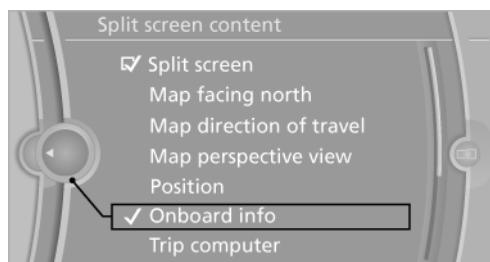 Split screen content
Split screen
Map facing north
Map direction of travel
Map perspective view
Position
Onboard info
Trip computer